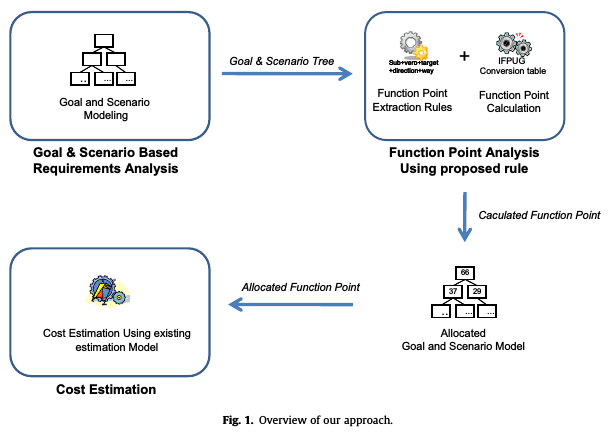 .. ... ...
Goal and Scenario
Modeling
Goal & Scenario Based
Requirements Analysis
Goal & Scenario Tree
Sub+verb+target
+direction+way
+
IFPUG
Conversion table
Function Point
Extraction Rules
Function Point
Calculation
Function Point Analysis
Using proposed rule
Caculated Function Point
66
37 29
.. ... ...
Allocated
Goal and Scenario Model
Allocated Function Point
Cost Estimation Using existing
estimation Model
Cost Estimation
Fig. 1. Overview of our approach.